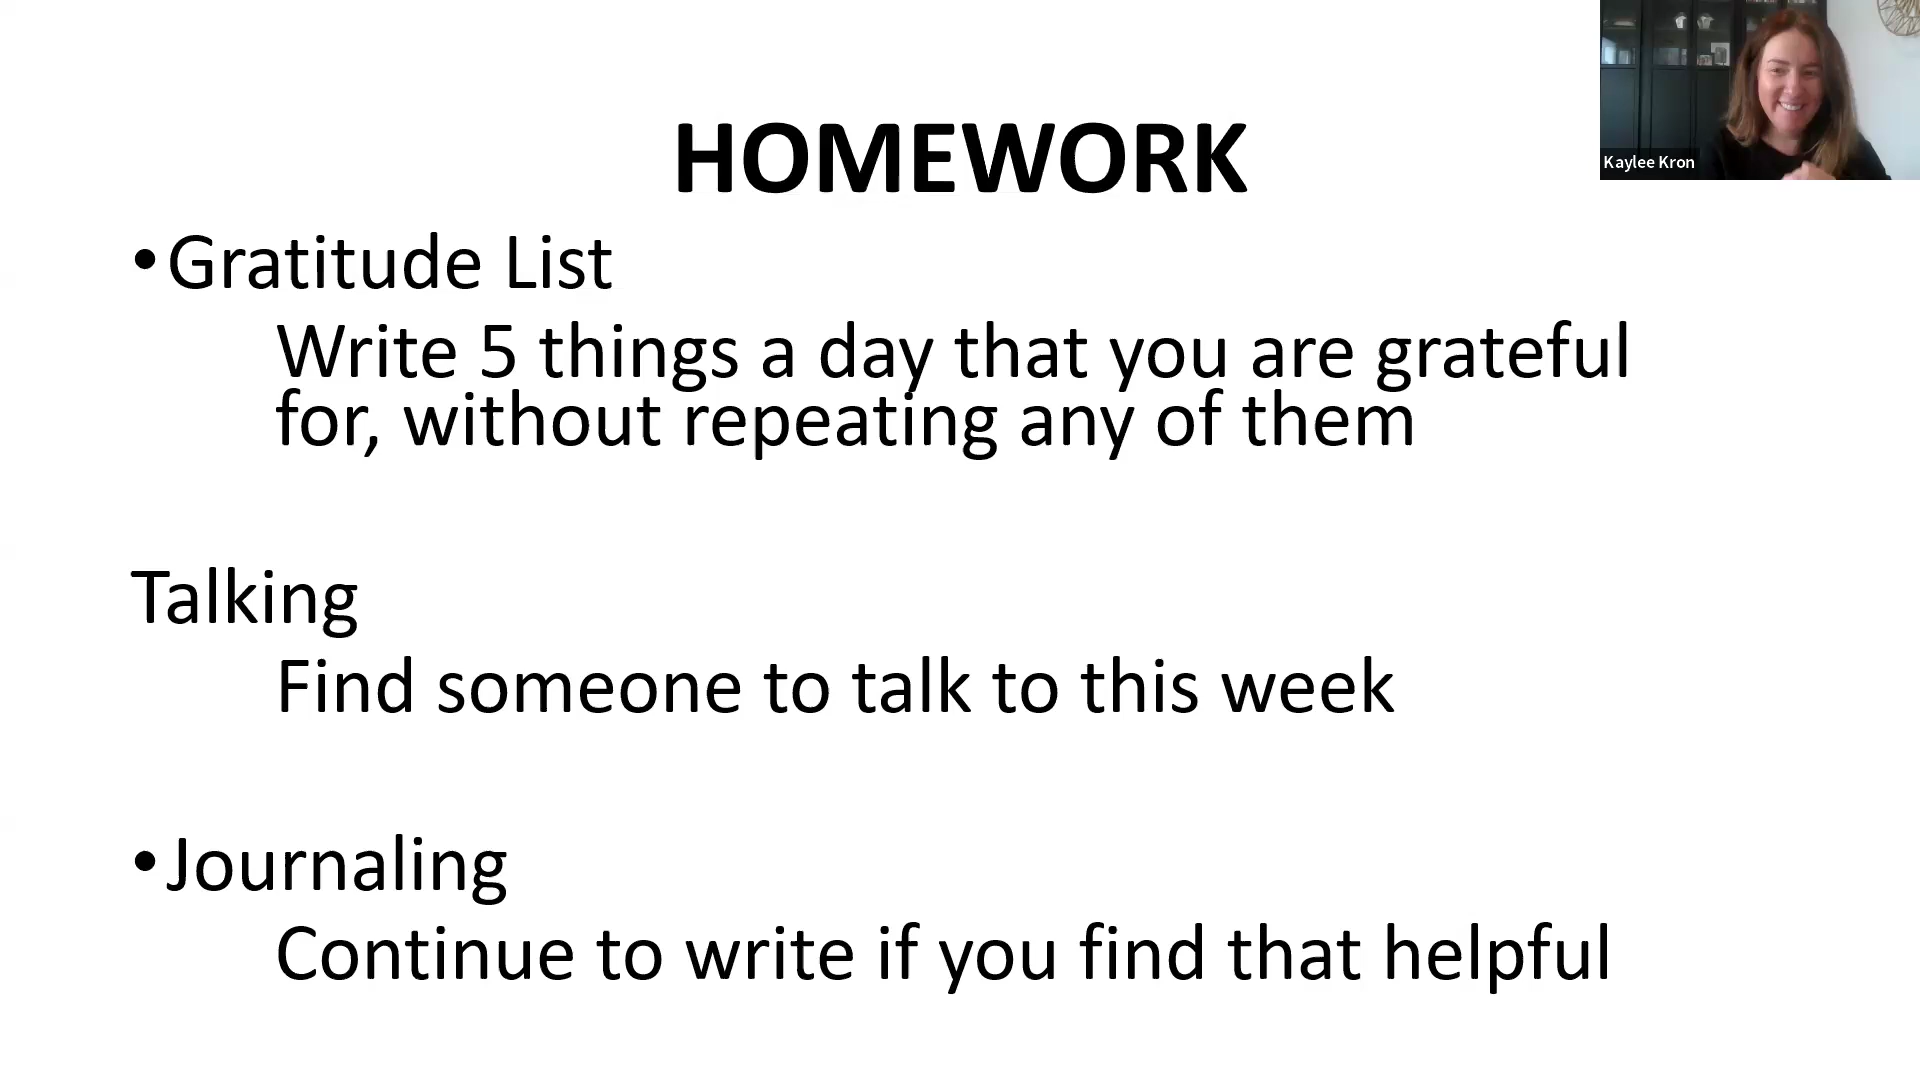 Kaylee Kron
HOMEWORK
•Gratitude List
Write 5 things a day that you are grateful
for, without repeating any of them
Talking
Find someone to talk to this week
•Journaling
Continue to write if you find that helpful